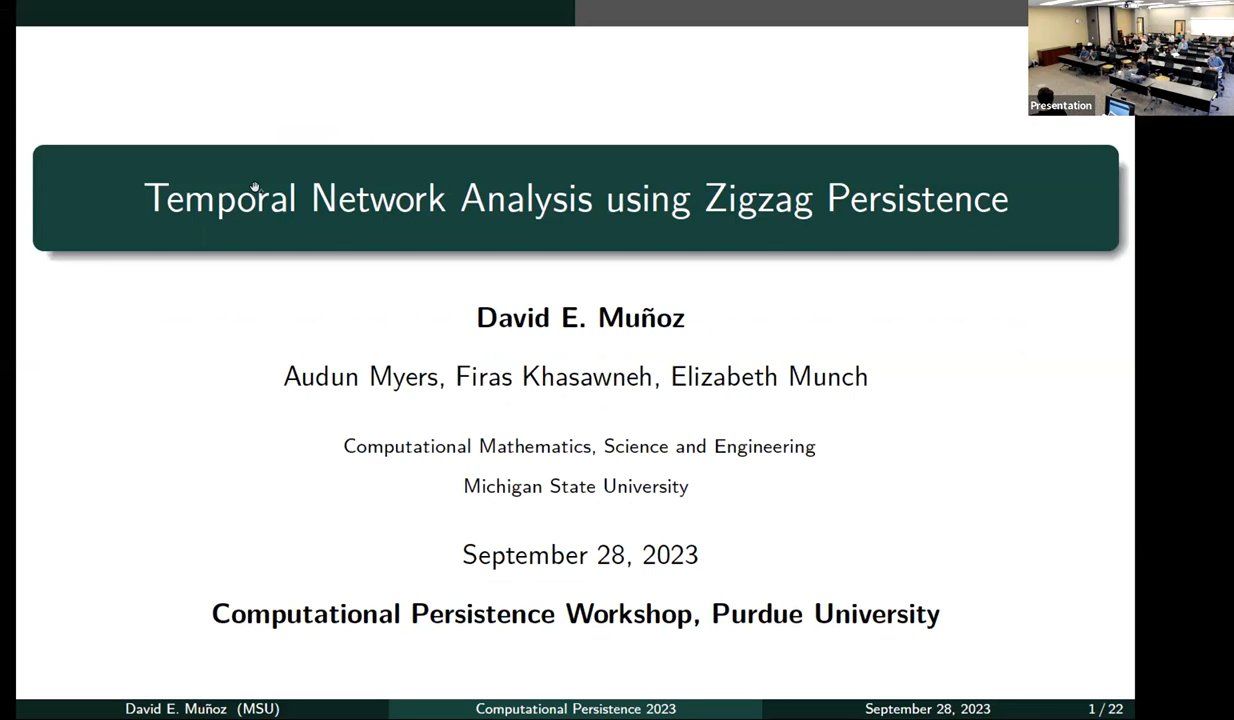 Presentation
Temporal Network Analysis using Zigzag Persistence
David E. Muñoz
Audun Myers, Firas Khasawneh, Elizabeth Munch
Computational Mathematics, Science and Engineering
Michigan State University
September 28, 2023
Computational Persistence Workshop, Purdue University
David E. Muñoz (MSU)
Computational Persistence 2023
September 28, 2023
1 / 22